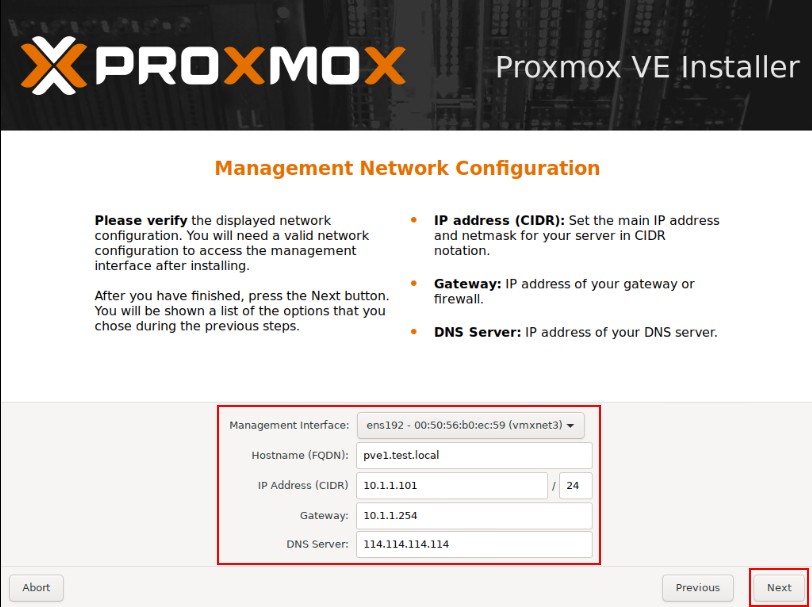 PROXMOX
Proxmox VE Installer
Management Network Configuration
Please verify the displayed network
configuration. You will need a valid network
configuration to access the management
interface after installing.
After you have finished, press the Next button.
You will be shown a list of the options that you
chose during the previous steps.
IP address (CIDR): Set the main IP address
and netmask for your server in CIDR
notation.
Gateway: IP address of your gateway or
firewall.
DNS Server: IP address of your DNS server.
Management Interface: ens192 - 00:50:56:b0:ec:59 (vmxnet3)
Hostname (FQDN): pve1.test.local
IP Address (CIDR) 10.1.1.101 / 24
Gateway: 10.1.1.254
DNS Server: 114.114.114.114
Abort Previous Next